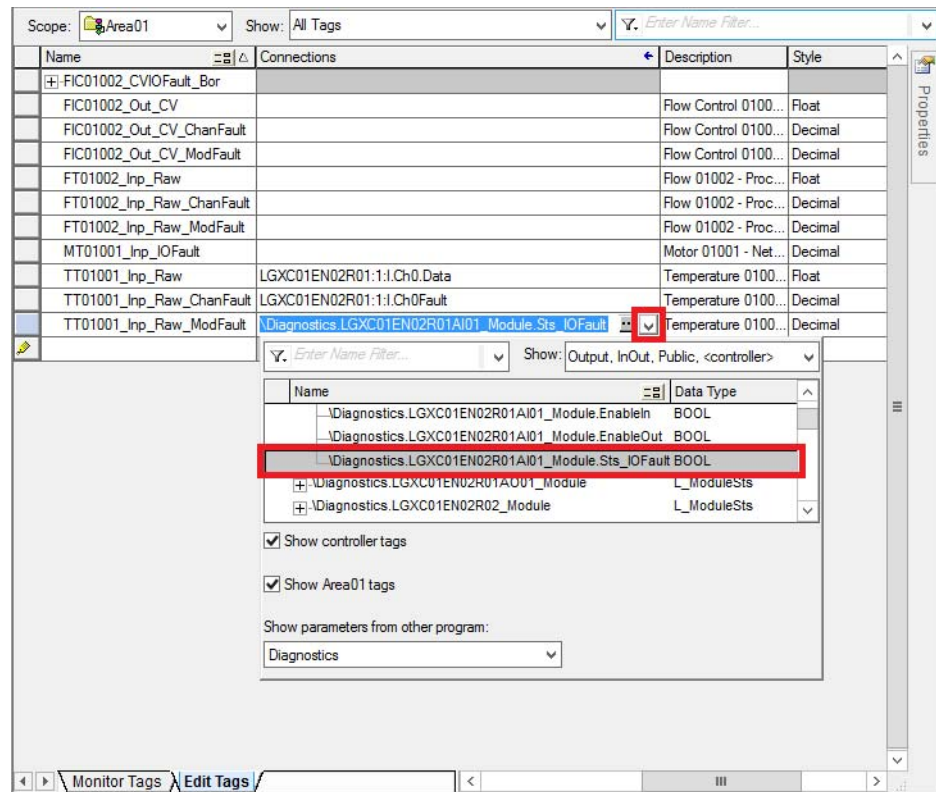 Scope: Area01 Show: All Tags Enter Name Filter...
Name Connections Description Style
FIC01002_CVIOFault_Bor
FIC01002_Out_CV Flow Control 0100... Float
FIC01002_Out_CV_ChanFault Flow Control 0100... Decimal
FIC01002_Out_CV_ModFault Flow Control 0100... Decimal
FT01002_Inp_Raw Flow 01002 - Proc... Float
FT01002_Inp_Raw_ChanFault Flow 01002 - Proc... Decimal
FT01002_Inp_Raw_ModFault Flow 01002 - Proc... Decimal
MT01001_Inp_IOFault Motor 01001 - Net... Decimal
TT01001_Inp_Raw LGXC01EN02R01:1:I.Ch0.Data Temperature 0100... Float
TT01001_Inp_Raw_ChanFault LGXC01EN02R01:1:I.Ch0Fault Temperature 0100... Decimal
TT01001_Inp_Raw_ModFault \Diagnostics.LGXC01EN02R01AI01_Module.Sts_IOFault Temperature 0100... Decimal
Enter Name Filter... Show: Output, InOut, Public, <controller>
Name Data Type
\Diagnostics.LGXC01EN02R01AI01_Module.EnableIn BOOL
\Diagnostics.LGXC01EN02R01AI01_Module.EnableOut BOOL
\Diagnostics.LGXC01EN02R01AI01_Module.Sts_IOFault BOOL
\Diagnostics.LGXC01EN02R01AO01_Module L_ModuleSts
\Diagnostics.LGXC01EN02R02_Module L_ModuleSts
Show controller tags
Show Area01 tags
Show parameters from other program:
Diagnostics
Monitor Tags Edit Tags
Properties